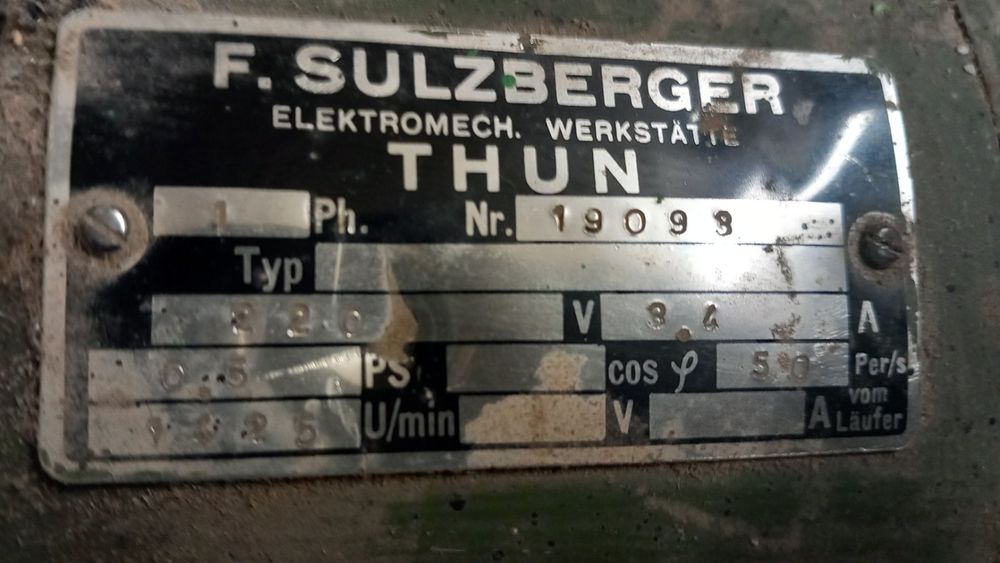 F. SULZBERGER
ELEKTROMECH. WERKSTÄTTE
THUN
1 Ph. Nr. 19093
Typ
220 V 3.4 A
0.5 PS cos φ 50 Per/s.
1425 U/min V A vom Läufer